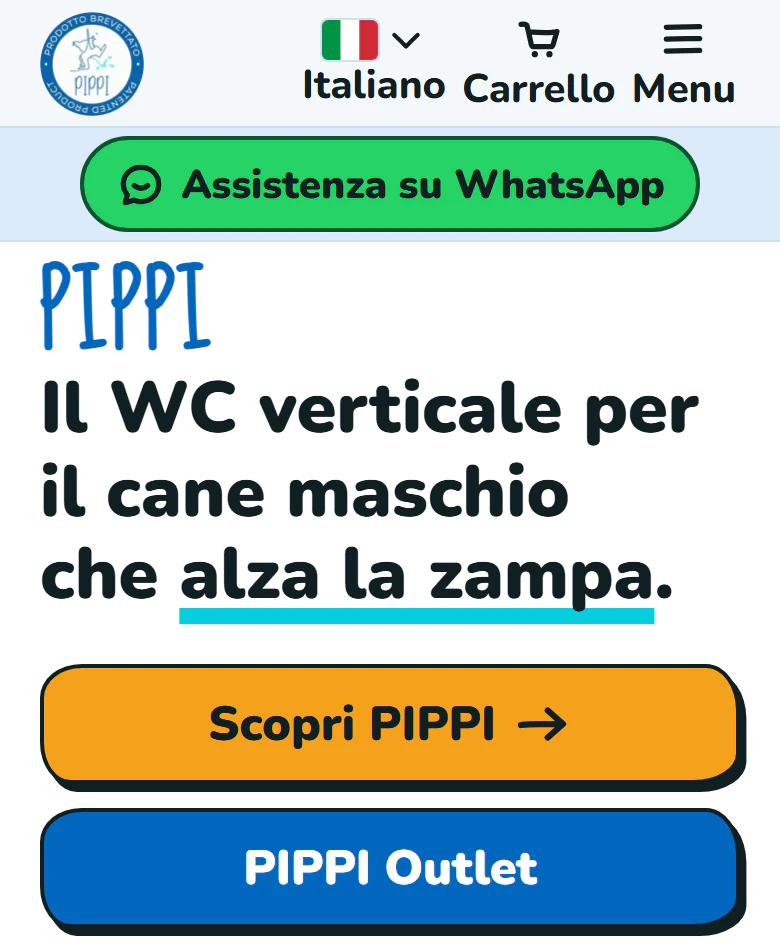 PRODOTTO BREVETTATO
PIPPI
PATENTED PRODUCT
Italiano
Carrello
Menu
Assistenza su WhatsApp
PIPPI
Il WC verticale per
il cane maschio
che alza la zampa.
Scopri PIPPI
PIPPI Outlet